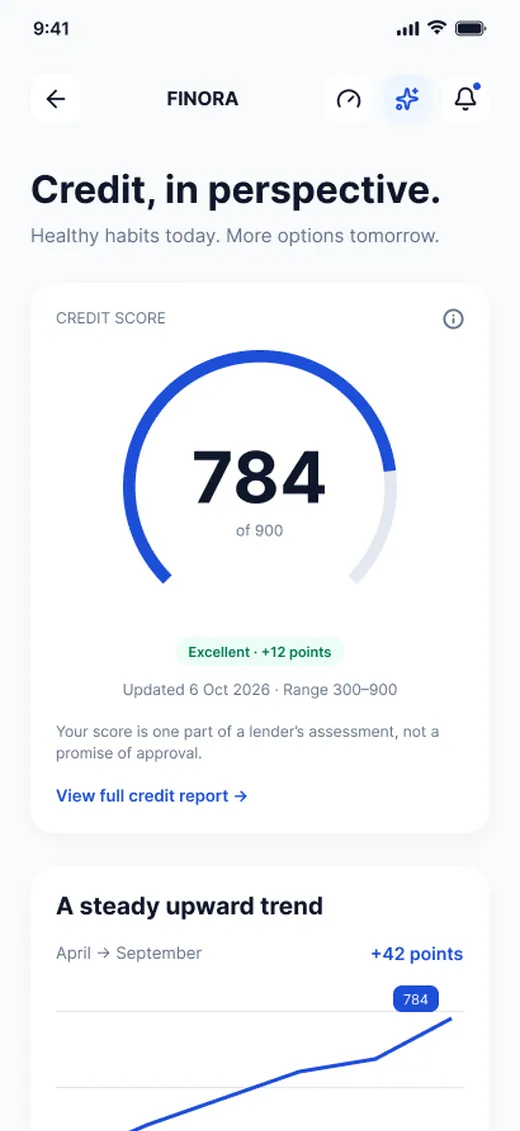 9:41
FINORA
Credit, in perspective.
Healthy habits today. More options tomorrow.
CREDIT SCORE
784
of 900
Excellent · +12 points
Updated 6 Oct 2026 · Range 300–900
Your score is one part of a lender’s assessment, not a
promise of approval.
View full credit report →
A steady upward trend
April → September
+42 points
784